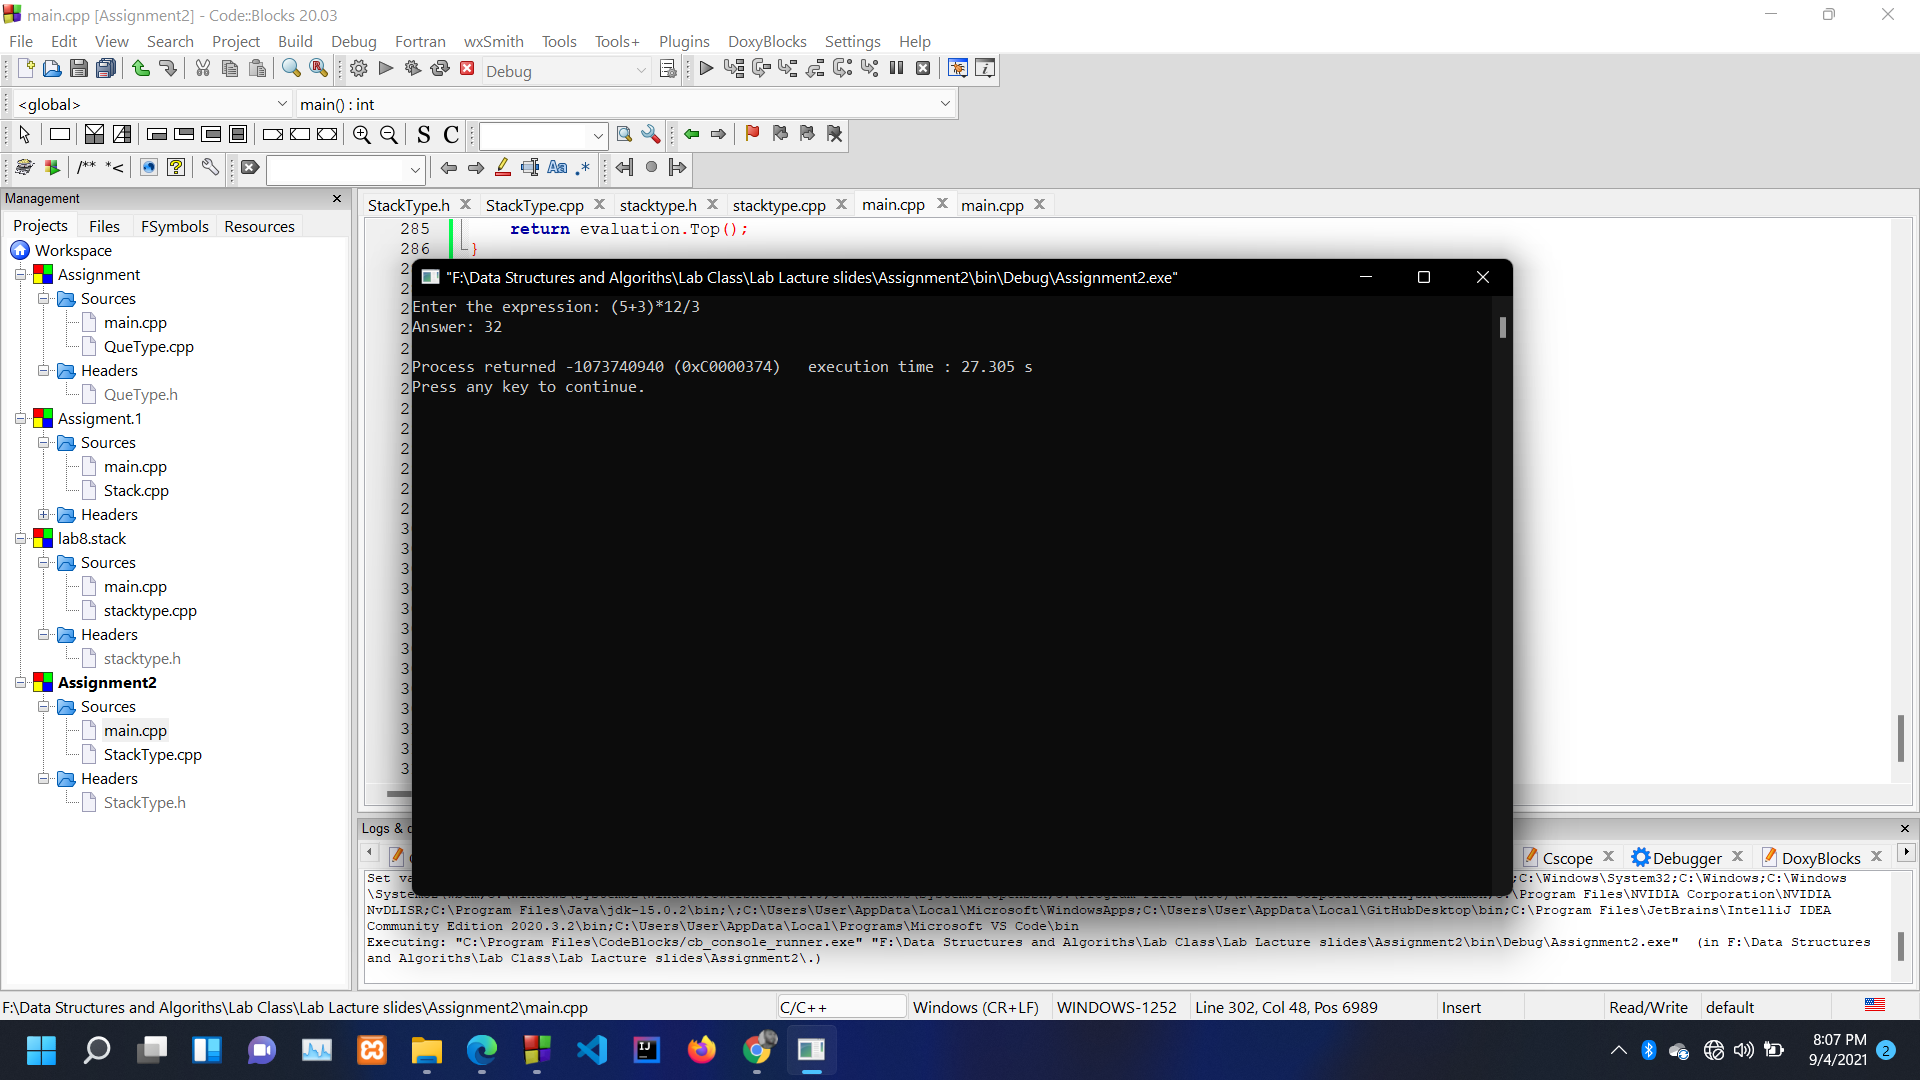 main.cpp [Assignment2] - Code::Blocks 20.03
File Edit View Search Project Build Debug Fortran wxSmith Tools Tools+ Plugins DoxyBlocks Settings Help
Debug
<global> main() : int
S C
/** *<
Aa .*
Management
Projects Files FSymbols Resources
Workspace
Assignment
Sources
main.cpp
QueType.cpp
Headers
QueType.h
Assigment.1
Sources
main.cpp
Stack.cpp
Headers
lab8.stack
Sources
main.cpp
stacktype.cpp
Headers
stacktype.h
Assignment2
Sources
main.cpp
StackType.cpp
Headers
StackType.h
StackType.h StackType.cpp stacktype.h stacktype.cpp main.cpp main.cpp
285 return evaluation.Top();
286 }
"F:\Data Structures and Algoriths\Lab Class\Lab Lacture slides\Assignment2\bin\Debug\Assignment2.exe"
Enter the expression: (5+3)*12/3
Answer: 32
Process returned -1073740940 (0xC0000374) execution time : 27.305 s
Press any key to continue.
Logs &
Cscope Debugger DoxyBlocks
Set ;C:\Windows\System32;C:\Windows;C:\Windows
\Program Files\NVIDIA Corporation\NVIDIA
NvDLISR;C:\Program Files\Java\jdk-15.0.2\bin;\;C:\Users\User\AppData\Local\Microsoft\WindowsApps;C:\Users\User\AppData\Local\GitHubDesktop\bin;C:\Program Files\JetBrains\IntelliJ IDEA
Community Edition 2020.3.2\bin;C:\Users\User\AppData\Local\Programs\Microsoft VS Code\bin
Executing: "C:\Program Files\CodeBlocks/cb_console_runner.exe" "F:\Data Structures and Algoriths\Lab Class\Lab Lacture slides\Assignment2\bin\Debug\Assignment2.exe" (in F:\Data Structures
and Algoriths\Lab Class\Lab Lacture slides\Assignment2\.)
F:\Data Structures and Algoriths\Lab Class\Lab Lacture slides\Assignment2\main.cpp C/C++ Windows (CR+LF) WINDOWS-1252 Line 302, Col 48, Pos 6989 Insert Read/Write default
8:07 PM
9/4/2021 2